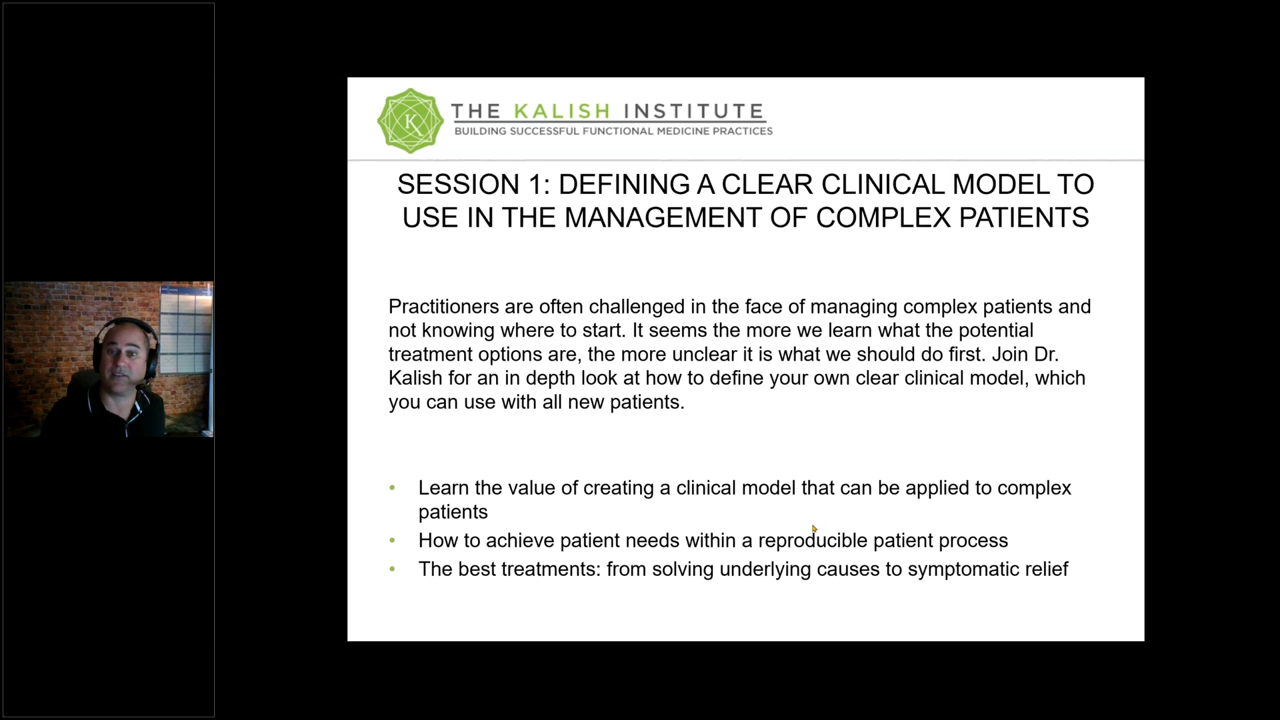 THE KALISH INSTITUTE
BUILDING SUCCESSFUL FUNCTIONAL MEDICINE PRACTICES
SESSION 1: DEFINING A CLEAR CLINICAL MODEL TO
USE IN THE MANAGEMENT OF COMPLEX PATIENTS
Practitioners are often challenged in the face of managing complex patients and
not knowing where to start. It seems the more we learn what the potential
treatment options are, the more unclear it is what we should do first. Join Dr.
Kalish for an in depth look at how to define your own clear clinical model, which
you can use with all new patients.
• Learn the value of creating a clinical model that can be applied to complex
patients
• How to achieve patient needs within a reproducible patient process
• The best treatments: from solving underlying causes to symptomatic relief